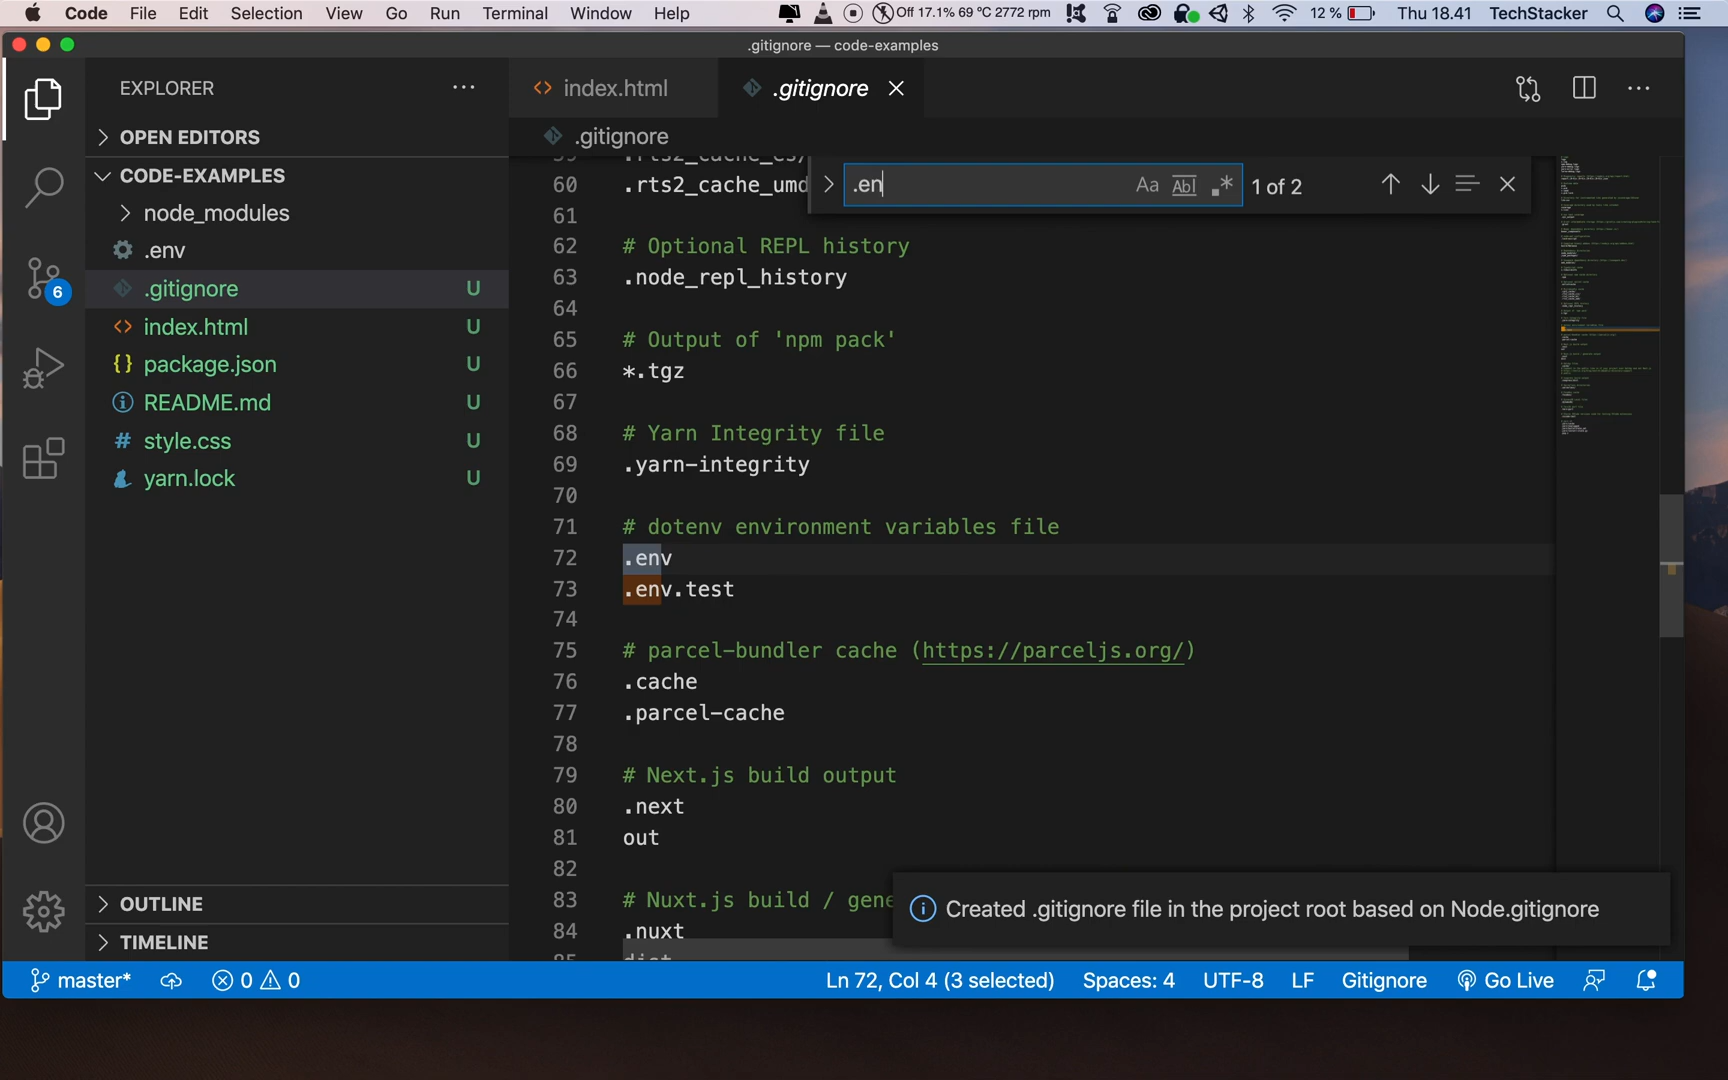 Code File Edit Selection View Go Run Terminal Window Help Off 17.1% 69 °C 2772 rpm 12 % Thu 18.41 TechStacker
.gitignore — code-examples
EXPLORER
OPEN EDITORS
CODE-EXAMPLES
node_modules
.env
.gitignore U
index.html U
package.json U
README.md U
style.css U
yarn.lock U
OUTLINE
TIMELINE
6
index.html .gitignore
.gitignore
.en Aa Abl .* 1 of 2
60 .rts2_cache_umd
61
62 # Optional REPL history
63 .node_repl_history
64
65 # Output of 'npm pack'
66 *.tgz
67
68 # Yarn Integrity file
69 .yarn-integrity
70
71 # dotenv environment variables file
72 .env
73 .env.test
74
75 # parcel-bundler cache (https://parceljs.org/)
76 .cache
77 .parcel-cache
78
79 # Next.js build output
80 .next
81 out
82
83 # Nuxt.js build / gene
84 .nuxt
Created .gitignore file in the project root based on Node.gitignore
master* 0 0 Ln 72, Col 4 (3 selected) Spaces: 4 UTF-8 LF Gitignore Go Live